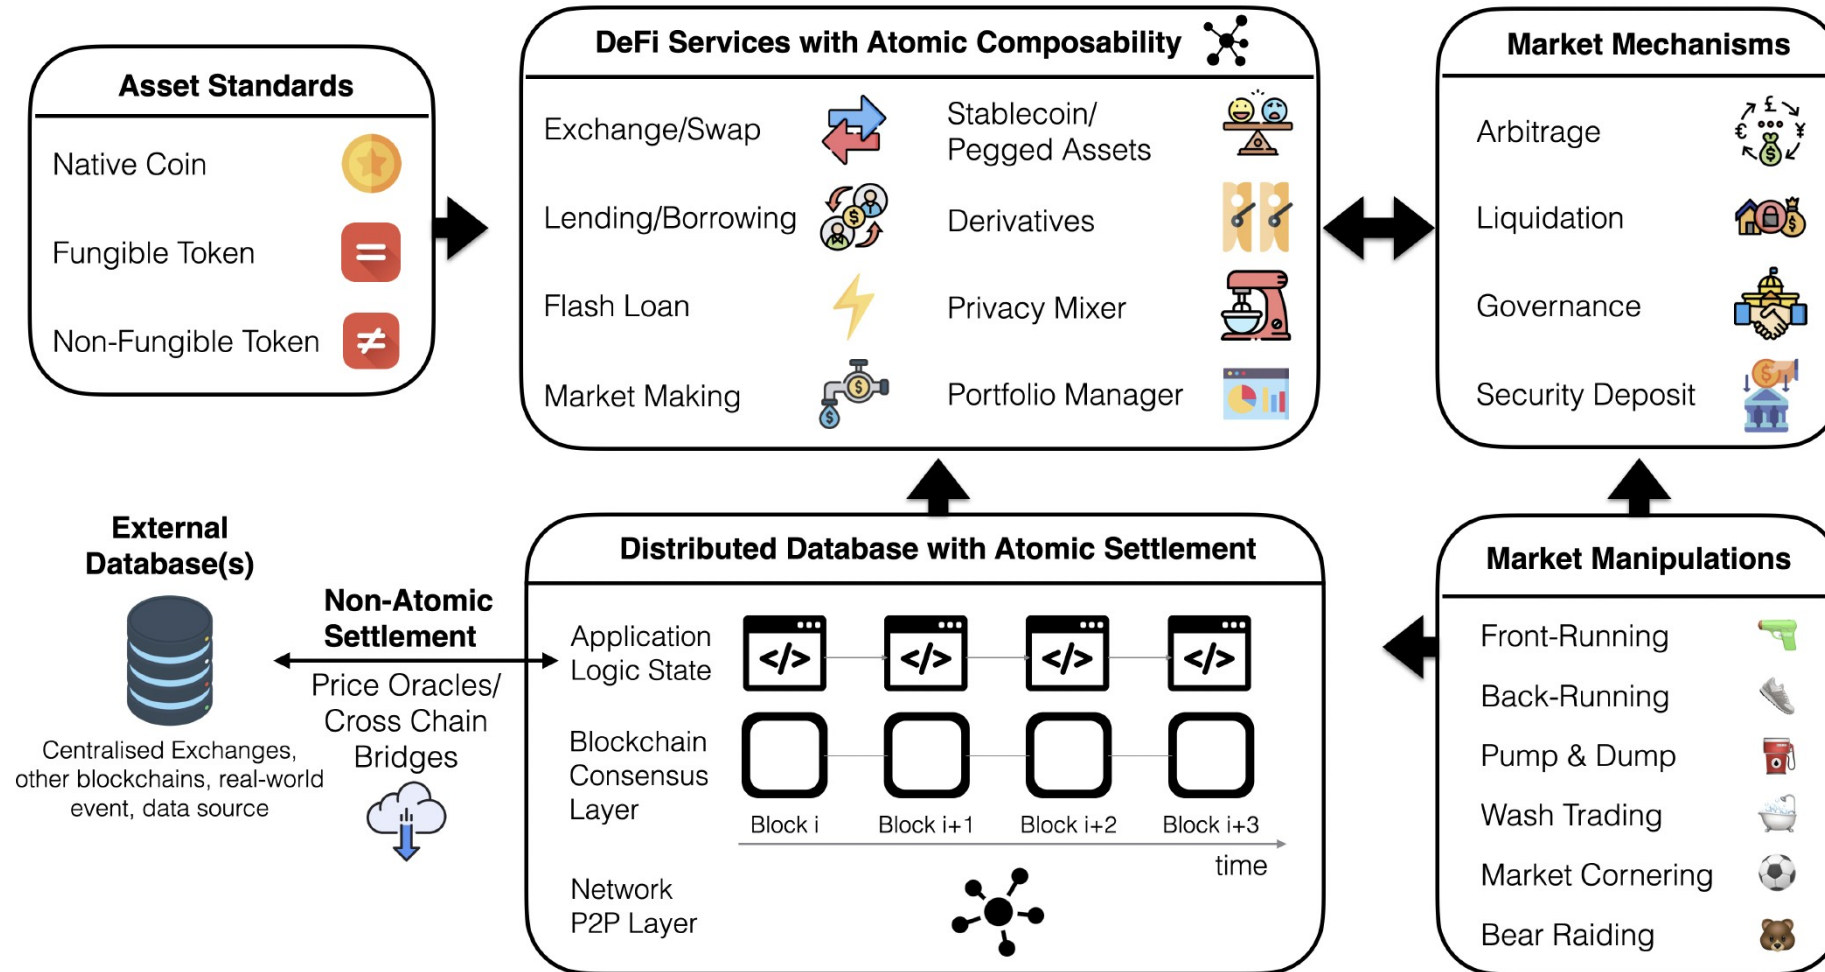 Asset Standards
Native Coin
Fungible Token
=
Non-Fungible Token
≠
DeFi Services with Atomic Composability
Exchange/Swap
Lending/Borrowing
$
Flash Loan
Market Making
$
Stablecoin/
Pegged Assets
Derivatives
Privacy Mixer
Portfolio Manager
Market Mechanisms
Arbitrage
£
€
¥
$
Liquidation
$
Governance
Security Deposit
$
External
Database(s)
Centralised Exchanges,
other blockchains, real-world
event, data source
Non-Atomic
Settlement
Price Oracles/
Cross Chain
Bridges
Distributed Database with Atomic Settlement
Application
Logic State
</> </> </> </>
Blockchain
Consensus
Layer
Block i Block i+1 Block i+2 Block i+3
time
Network
P2P Layer
Market Manipulations
Front-Running
Back-Running
Pump & Dump
Wash Trading
Market Cornering
Bear Raiding